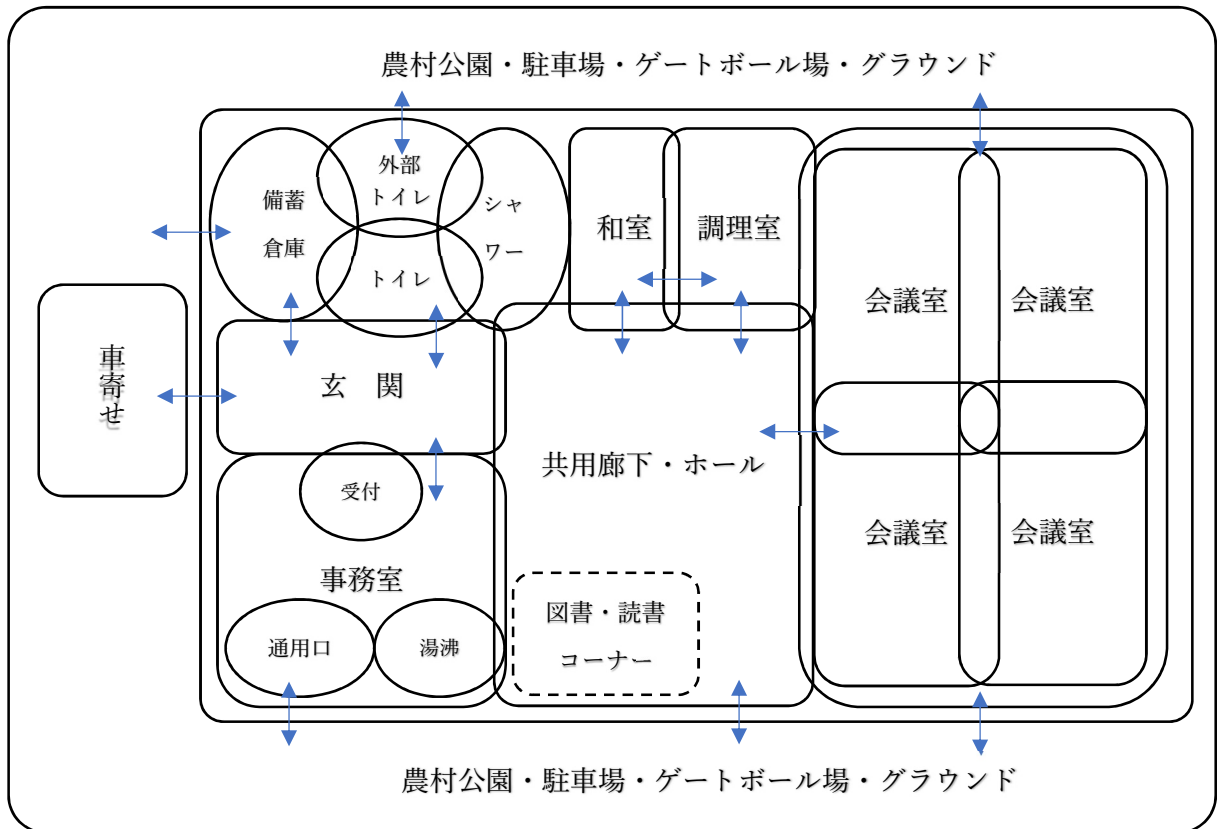 農村公園・駐車場・ゲートボール場・グラウンド
外部
トイレ
備蓄
倉庫
シャ
ワー
トイレ
和室
調理室
会議室
会議室
車寄せ
玄　関
共用廊下・ホール
受付
会議室
会議室
事務室
図書・読書
コーナー
通用口
湯沸
農村公園・駐車場・ゲートボール場・グラウンド